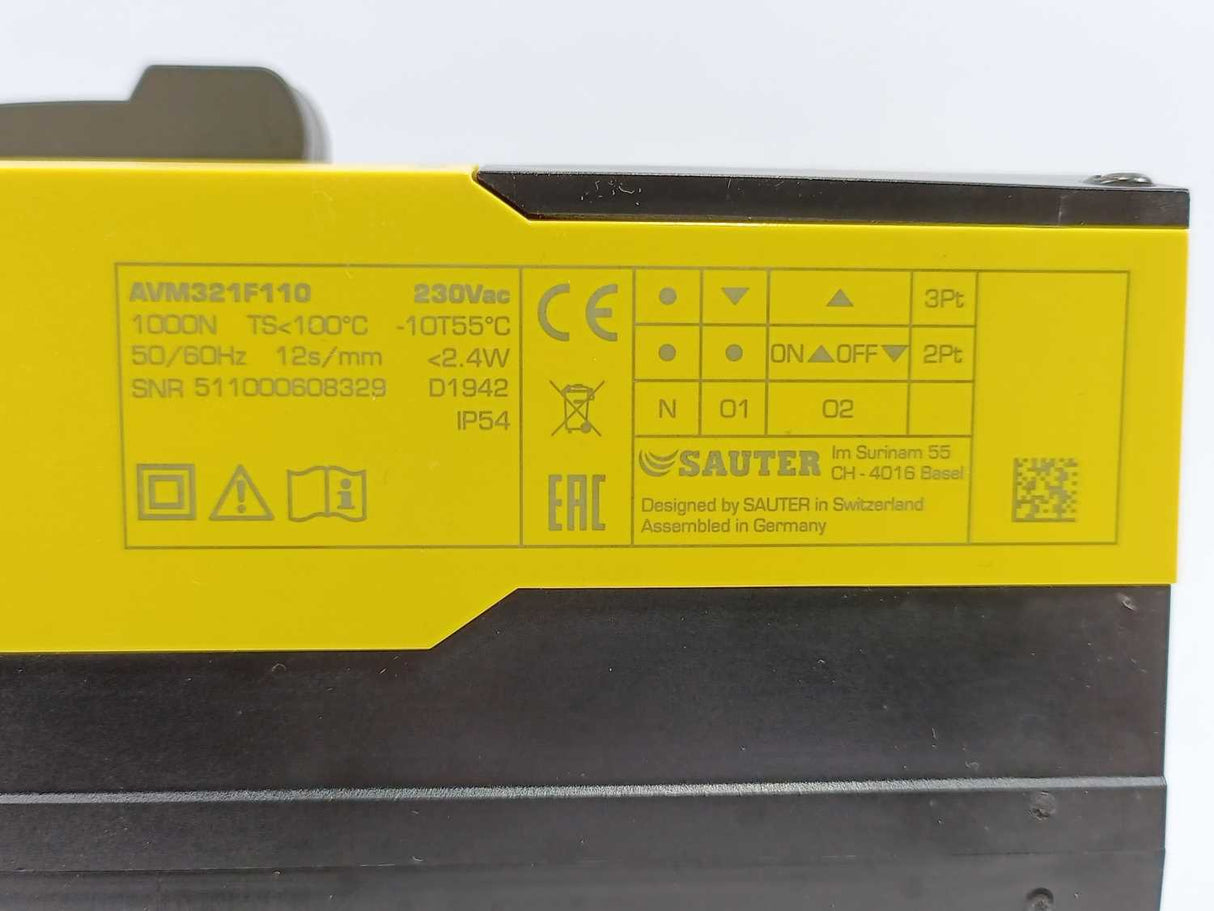 AVM321F110 230Vac
1000N TS<100°C -10T55°C
50/60Hz 12s/mm <2.4W
SNR 511000608329 D1942
IP54
CE
EAC
● ▼ ▲ 3Pt
● ● ON▲OFF▼ 2Pt
N 01 02
SAUTER
Im Surinam 55
CH - 4016 Basel
Designed by SAUTER in Switzerland
Assembled in Germany